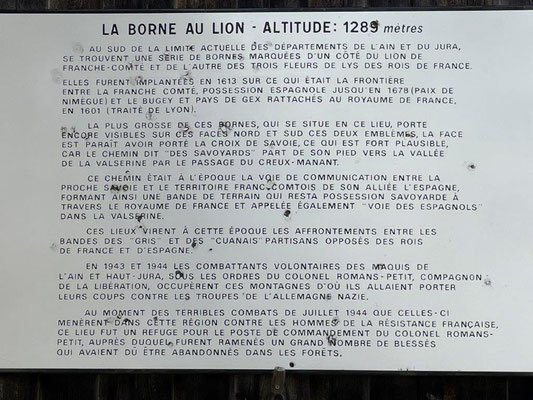 LA BORNE AU LION - ALTITUDE: 1289 mètres
AU SUD DE LA LIMITE ACTUELLE DES DÉPARTEMENTS DE L'AIN ET DU JURA,
SE TROUVENT UNE SÉRIE DE BORNES MARQUÉES D'UN CÔTÉ DU LION DE
FRANCHE-COMTÉ ET DE L'AUTRE DES TROIS FLEURS DE LYS DES ROIS DE FRANCE.
ELLES FURENT IMPLANTÉES EN 1613 SUR CE QUI ÉTAIT LA FRONTIÈRE
ENTRE LA FRANCHE COMTÉ, POSSESSION ESPAGNOLE JUSQU'EN 1678 (PAIX DE
NIMÈGUE) ET LE BUGEY ET PAYS DE GEX RATTACHÉS AU ROYAUME DE FRANCE,
EN 1601 (TRAITÉ DE LYON).
LA PLUS GROSSE DE CES BORNES, QUI SE SITUE EN CE LIEU, PORTE
ENCORE VISIBLES SUR CES FACES NORD ET SUD CES DEUX EMBLÈMES, LA FACE
EST PARAÎT AVOIR PORTÉ LA CROIX DE SAVOIE, CE QUI EST FORT PLAUSIBLE,
CAR LE CHEMIN DIT "DES SAVOYARDS" PART DE SON PIED VERS LA VALLÉE
DE LA VALSERINE PAR LE PASSAGE DU CREUX-MANANT.
CE CHEMIN ÉTAIT À L'ÉPOQUE LA VOIE DE COMMUNICATION ENTRE LA
PROCHE SAVOIE ET LE TERRITOIRE FRANC-COMTOIS DE SON ALLIÉE L'ESPAGNE,
FORMANT AINSI UNE BANDE DE TERRAIN QUI RESTA POSSESSION SAVOYARDE À
TRAVERS LE ROYAUME DE FRANCE ET APPELÉE ÉGALEMENT "VOIE DES ESPAGNOLS"
DANS LA VALSERINE.
CES LIEUX VIRENT À CETTE ÉPOQUE LES AFFRONTEMENTS ENTRE LES
BANDES DES "GRIS" ET DES "CUANAIS" PARTISANS OPPOSÉS DES ROIS
DE FRANCE ET D'ESPAGNE.
EN 1943 ET 1944 LES COMBATTANTS VOLONTAIRES DES MAQUIS DE
L'AIN ET HAUT-JURA, SOUS LES ORDRES DU COLONEL ROMANS-PETIT, COMPAGNON
DE LA LIBÉRATION, OCCUPÈRENT CES MONTAGNES D'OÙ ILS ALLAIENT PORTER
LEURS COUPS CONTRE LES TROUPES DE L'ALLEMAGNE NAZIE.
AU MOMENT DES TERRIBLES COMBATS DE JUILLET 1944 QUE CELLES-CI
MENÈRENT DANS CETTE RÉGION CONTRE LES HOMMES DE LA RÉSISTANCE FRANÇAISE,
CE LIEU FUT UN REFUGE POUR LE POSTE DE COMMANDEMENT DU COLONEL ROMANS-
PETIT, AUPRÈS DUQUEL FURENT RAMENÉS UN GRAND NOMBRE DE BLESSÉS
QUI AVAIENT DÛ ÊTRE ABANDONNÉS DANS LES FORÊTS.